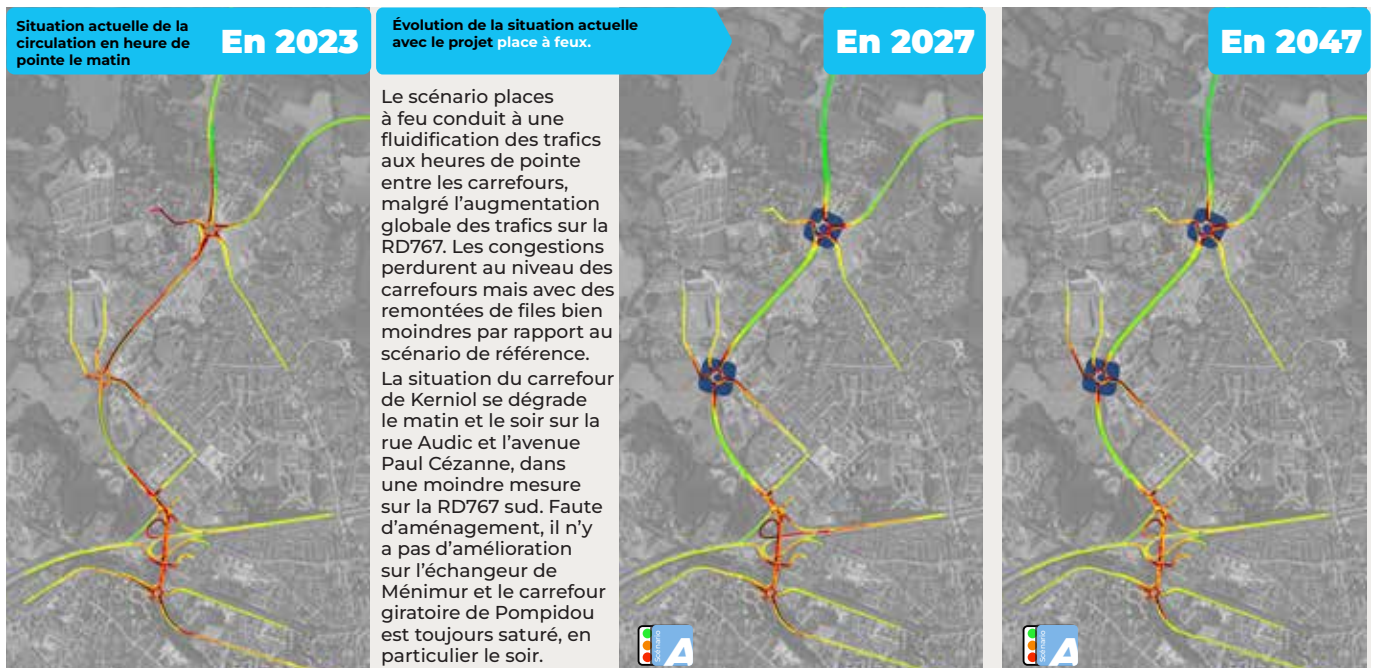 Situation actuelle de la
circulation en heure de
pointe le matin
En 2023
Évolution de la situation actuelle
avec le projet place à feux.
En 2027
En 2047
Le scénario places
à feu conduit à une
fluidification des trafics
aux heures de pointe
entre les carrefours,
malgré l’augmentation
globale des trafics sur la
RD767. Les congestions
perdurent au niveau des
carrefours mais avec des
remontées de files bien
moindres par rapport au
scénario de référence.
La situation du carrefour
de Kerniol se dégrade
le matin et le soir sur la
rue Audic et l’avenue
Paul Cézanne, dans
une moindre mesure
sur la RD767 sud. Faute
d’aménagement, il n’y
a pas d’amélioration
sur l’échangeur de
Ménimur et le carrefour
giratoire de Pompidou
est toujours saturé, en
particulier le soir.
Scénario
A
Scénario
A